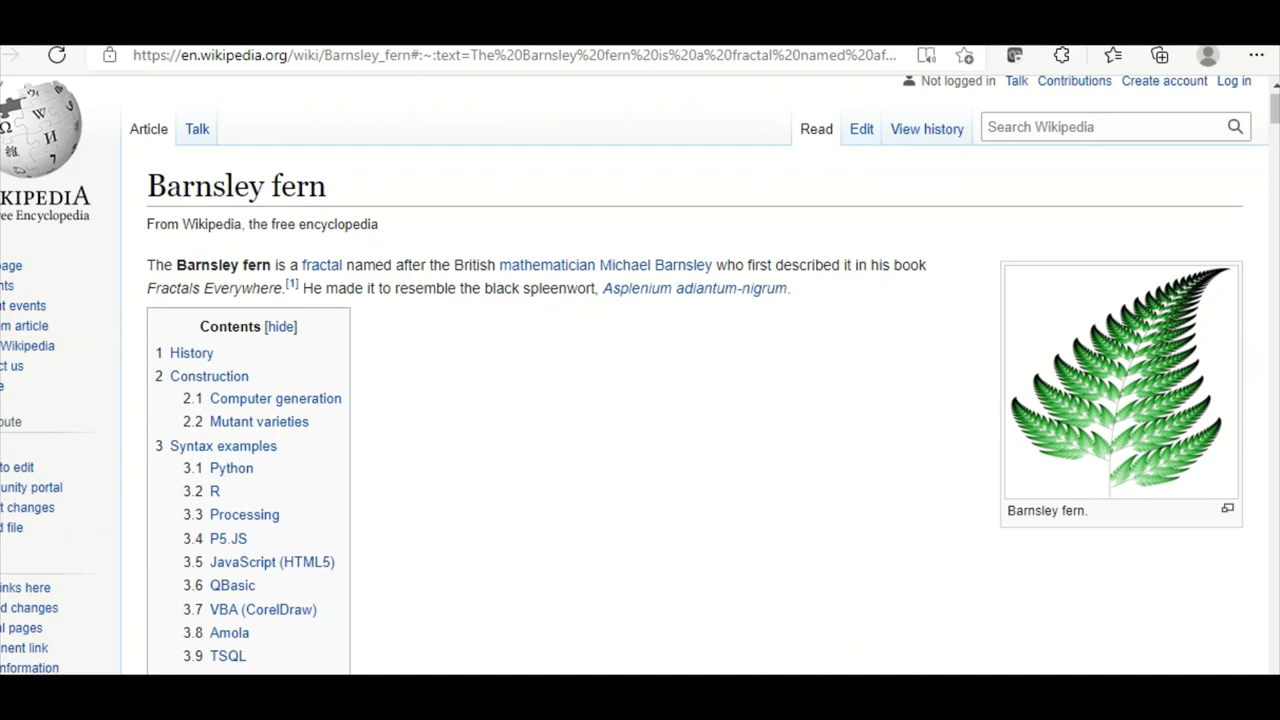 https://en.wikipedia.org/wiki/Barnsley_fern#:~:text=The%20Barnsley%20fern%20is%20a%20fractal%20named%20af...
Not logged in Talk Contributions Create account Log in
Article Talk Read Edit View history Search Wikipedia
KIPEDIA
ee Encyclopedia
Barnsley fern
From Wikipedia, the free encyclopedia
The Barnsley fern is a fractal named after the British mathematician Michael Barnsley who first described it in his book
Fractals Everywhere.[1] He made it to resemble the black spleenwort, Asplenium adiantum-nigrum.
age
nts
t events
m article
Wikipedia
ct us
e
bute
to edit
unity portal
t changes
d file
inks here
d changes
l pages
nent link
nformation
Contents [hide]
1 History
2 Construction
2.1 Computer generation
2.2 Mutant varieties
3 Syntax examples
3.1 Python
3.2 R
3.3 Processing
3.4 P5.JS
3.5 JavaScript (HTML5)
3.6 QBasic
3.7 VBA (CorelDraw)
3.8 Amola
3.9 TSQL
Barnsley fern.